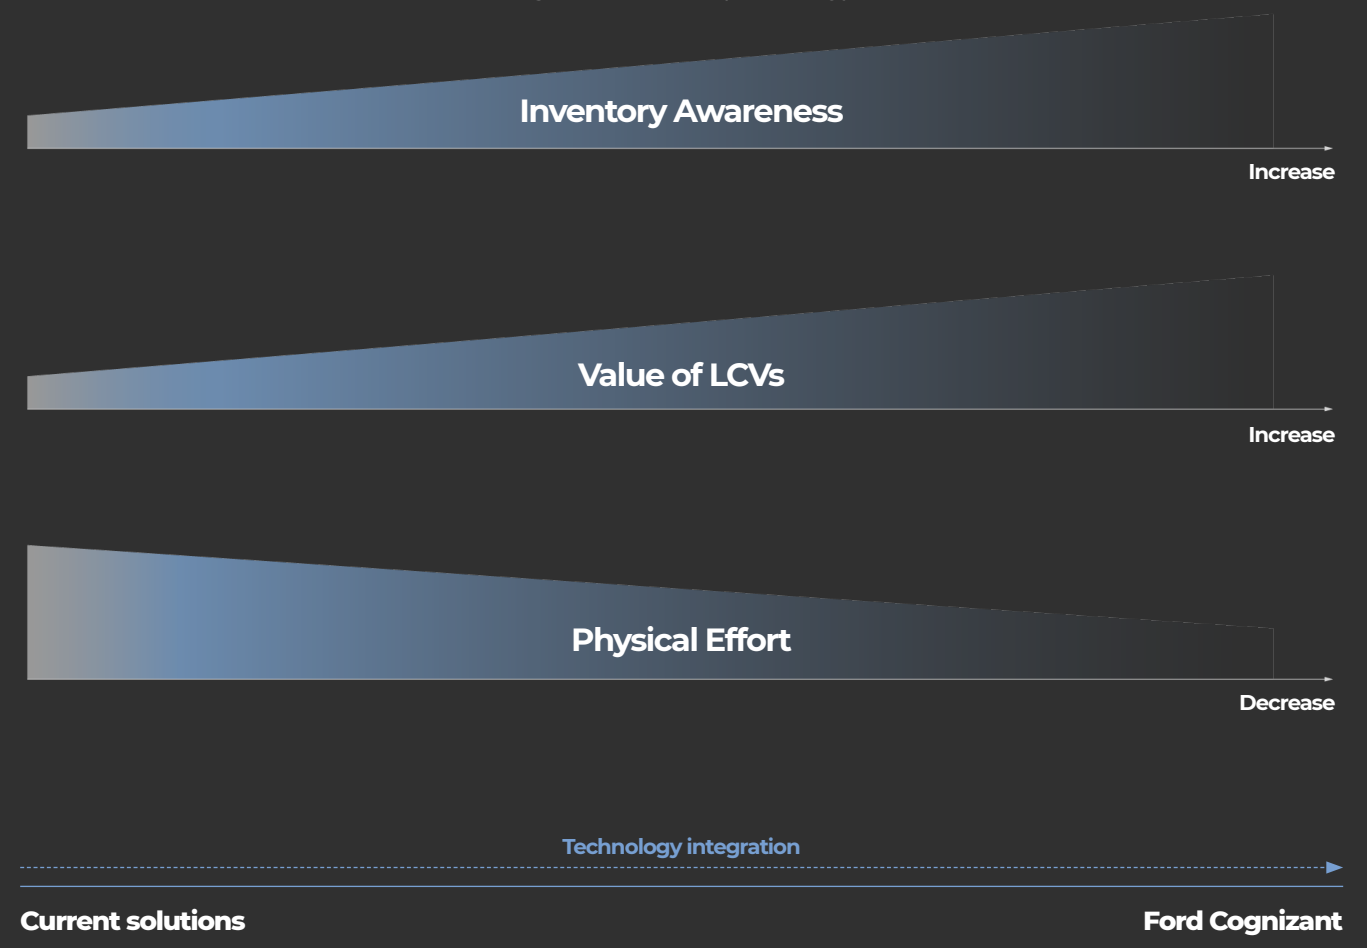 Inventory Awareness
Increase
Value of LCVs
Increase
Physical Effort
Decrease
Technology integration
Current solutions
Ford Cognizant